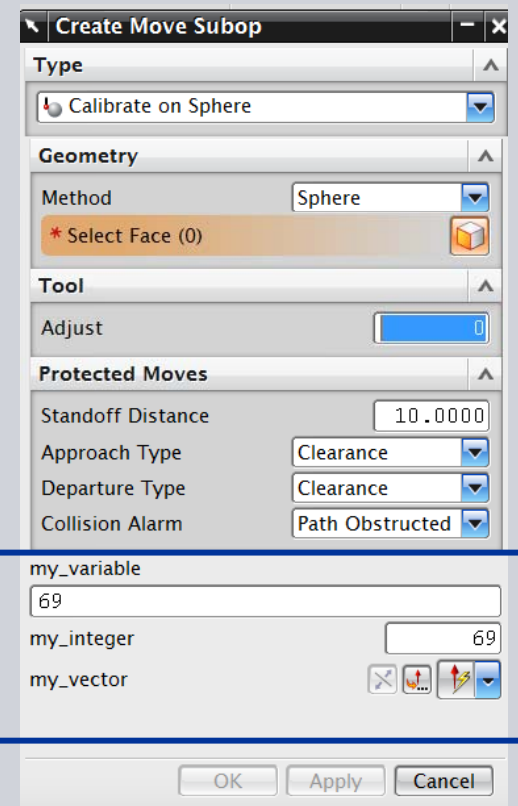 Create Move Subop
Type
Calibrate on Sphere
Geometry
Method Sphere
* Select Face (0)
Tool
Adjust 0
Protected Moves
Standoff Distance 10.0000
Approach Type Clearance
Departure Type Clearance
Collision Alarm Path Obstructed
my_variable
69
my_integer 69
my_vector
OK Apply Cancel